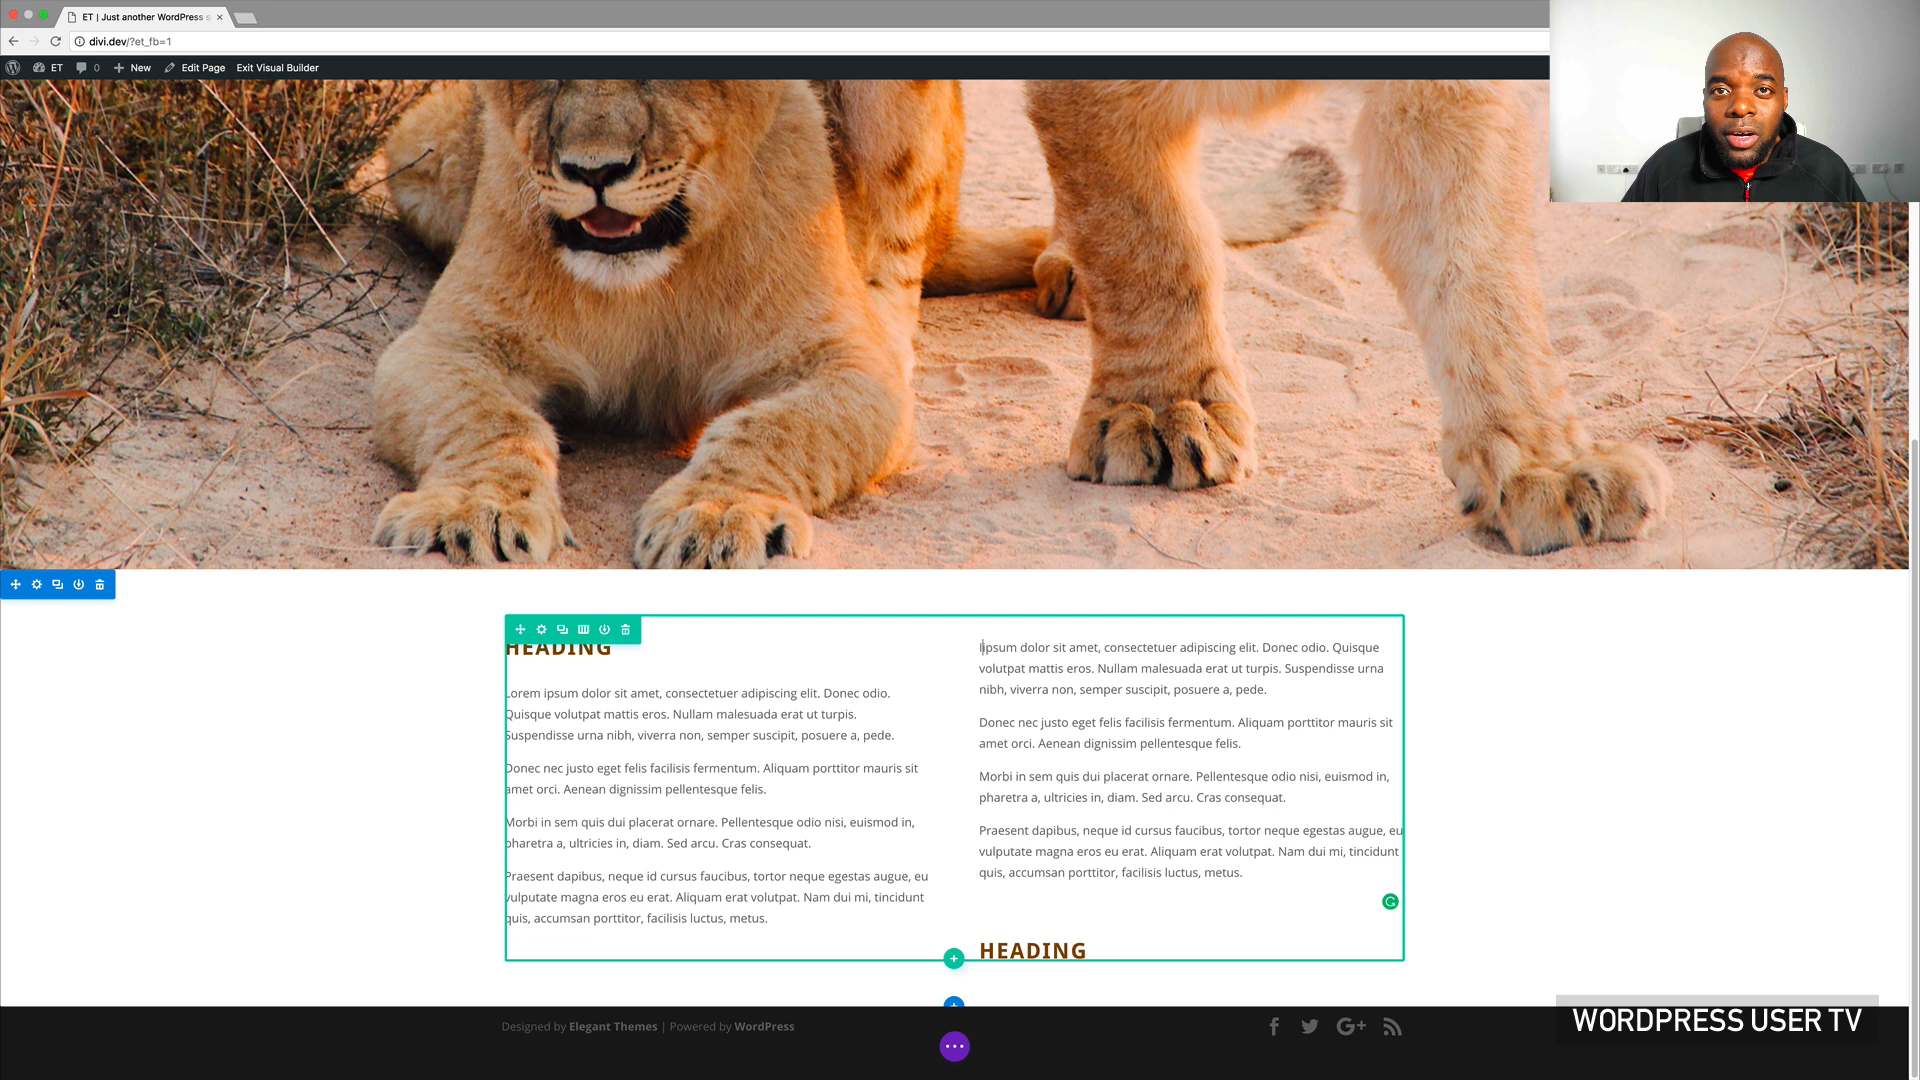 ET | Just another WordPress s
divi.dev/?et_fb=1
ET
0
New
Edit Page
Exit Visual Builder
HEADING
Lorem ipsum dolor sit amet, consectetuer adipiscing elit. Donec odio.
Quisque volutpat mattis eros. Nullam malesuada erat ut turpis.
Suspendisse urna nibh, viverra non, semper suscipit, posuere a, pede.
Donec nec justo eget felis facilisis fermentum. Aliquam porttitor mauris sit
amet orci. Aenean dignissim pellentesque felis.
Morbi in sem quis dui placerat ornare. Pellentesque odio nisi, euismod in,
pharetra a, ultricies in, diam. Sed arcu. Cras consequat.
Praesent dapibus, neque id cursus faucibus, tortor neque egestas augue, eu
vulputate magna eros eu erat. Aliquam erat volutpat. Nam dui mi, tincidunt
quis, accumsan porttitor, facilisis luctus, metus.
Ipsum dolor sit amet, consectetuer adipiscing elit. Donec odio. Quisque
volutpat mattis eros. Nullam malesuada erat ut turpis. Suspendisse urna
nibh, viverra non, semper suscipit, posuere a, pede.
Donec nec justo eget felis facilisis fermentum. Aliquam porttitor mauris sit
amet orci. Aenean dignissim pellentesque felis.
Morbi in sem quis dui placerat ornare. Pellentesque odio nisi, euismod in,
pharetra a, ultricies in, diam. Sed arcu. Cras consequat.
Praesent dapibus, neque id cursus faucibus, tortor neque egestas augue, eu
vulputate magna eros eu erat. Aliquam erat volutpat. Nam dui mi, tincidunt
quis, accumsan porttitor, facilisis luctus, metus.
HEADING
Designed by Elegant Themes | Powered by WordPress
WORDPRESS USER TV